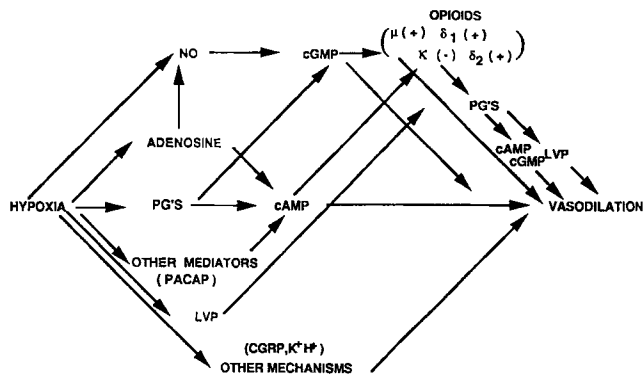 OPIOIDS
(μ(+) δ₁(+)
κ(-) δ₂(+))
NO
cGMP
PG'S
ADENOSINE
cAMP
cGMP
LVP
HYPOXIA
PG'S
cAMP
VASODILATION
OTHER MEDIATORS
(PACAP)
LVP
(CGRP,K⁺H⁺)
OTHER MECHANISMS